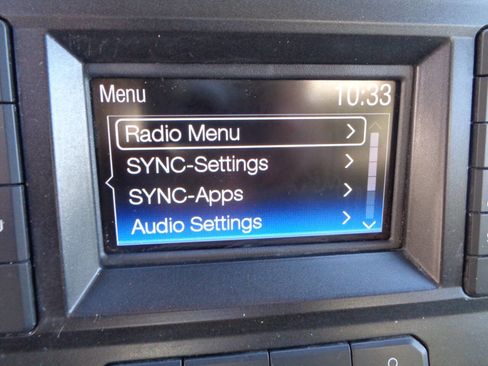 Menu 10:33
Radio Menu
SYNC-Settings
SYNC-Apps
Audio Settings